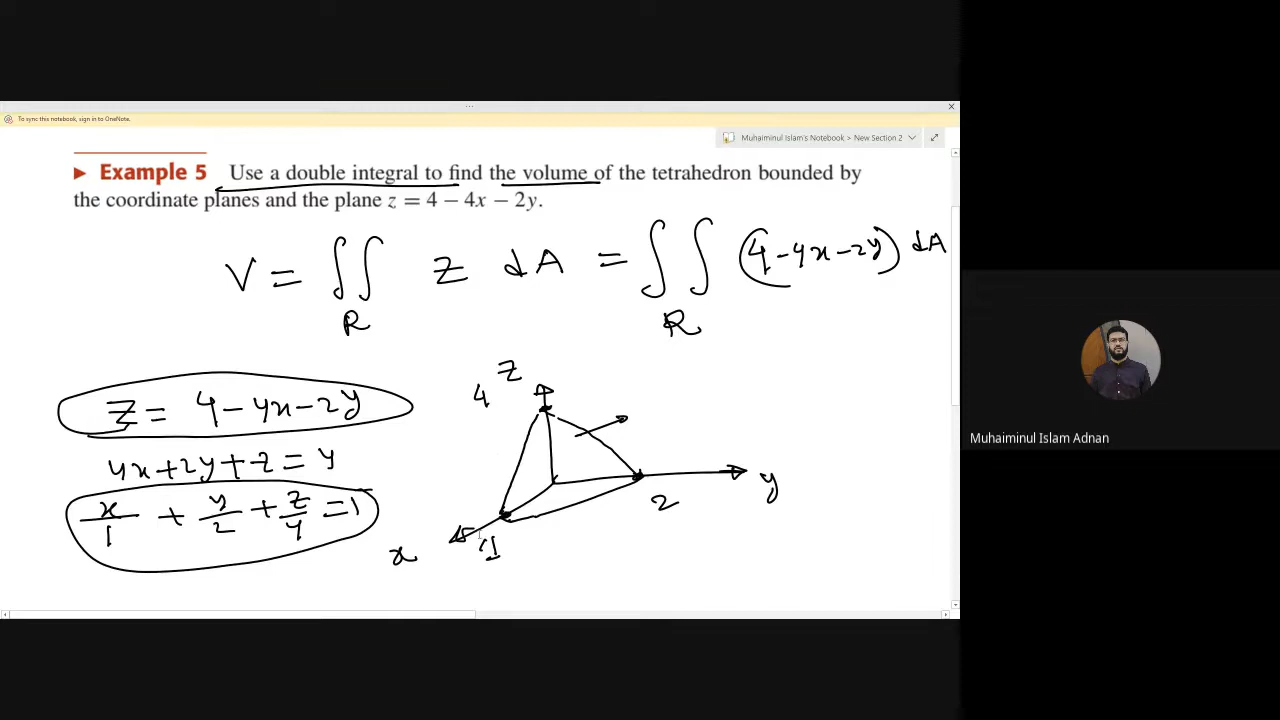 To sync this notebook, sign in to OneNote.
Muhaiminul Islam's Notebook > New Section 2
▶ Example 5 Use a double integral to find the volume of the tetrahedron bounded by
the coordinate planes and the plane z = 4 − 4x − 2y.
V = ∬ z dA = ∬ (4 - 4x - 2y) dA
R R
z
4
z = 4 - 4x - 2y
4x + 2y + z = 4
x/1 + y/2 + z/4 = 1
2
y
x
1
Muhaiminul Islam Adnan